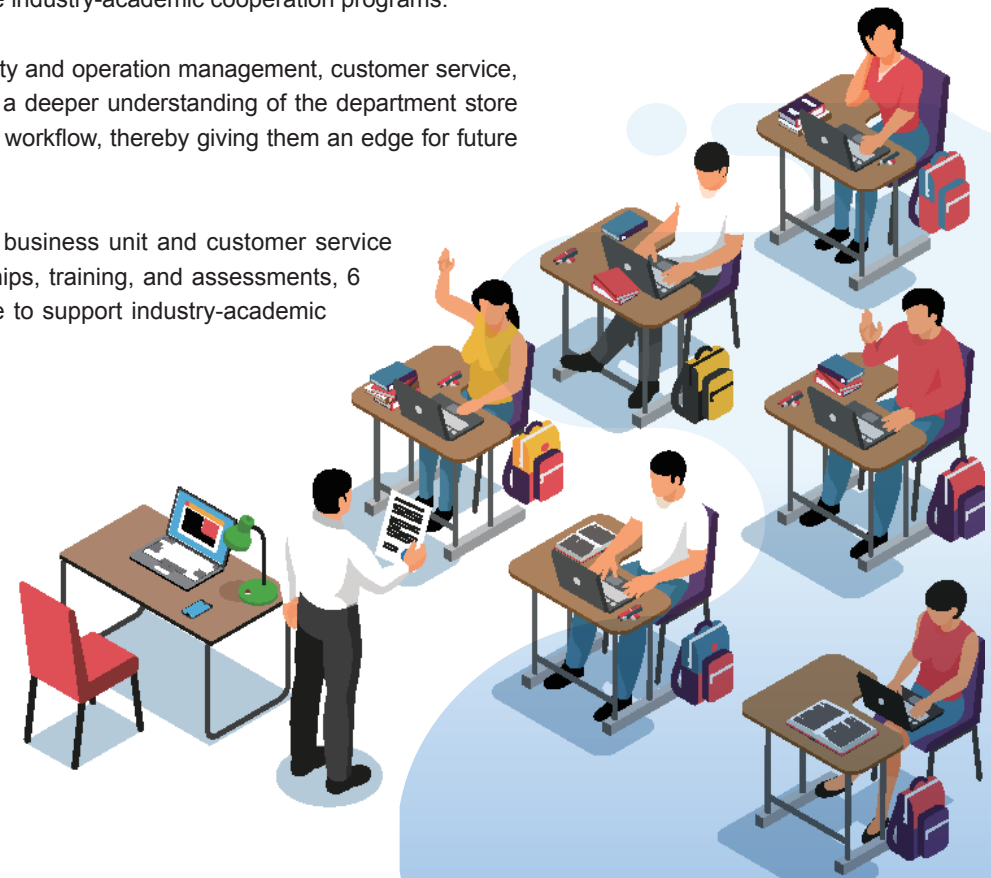 industry-academic cooperation programs.
ty and operation management, customer service,
a deeper understanding of the department store
workflow, thereby giving them an edge for future
business unit and customer service
ips, training, and assessments, 6
e to support industry-academic